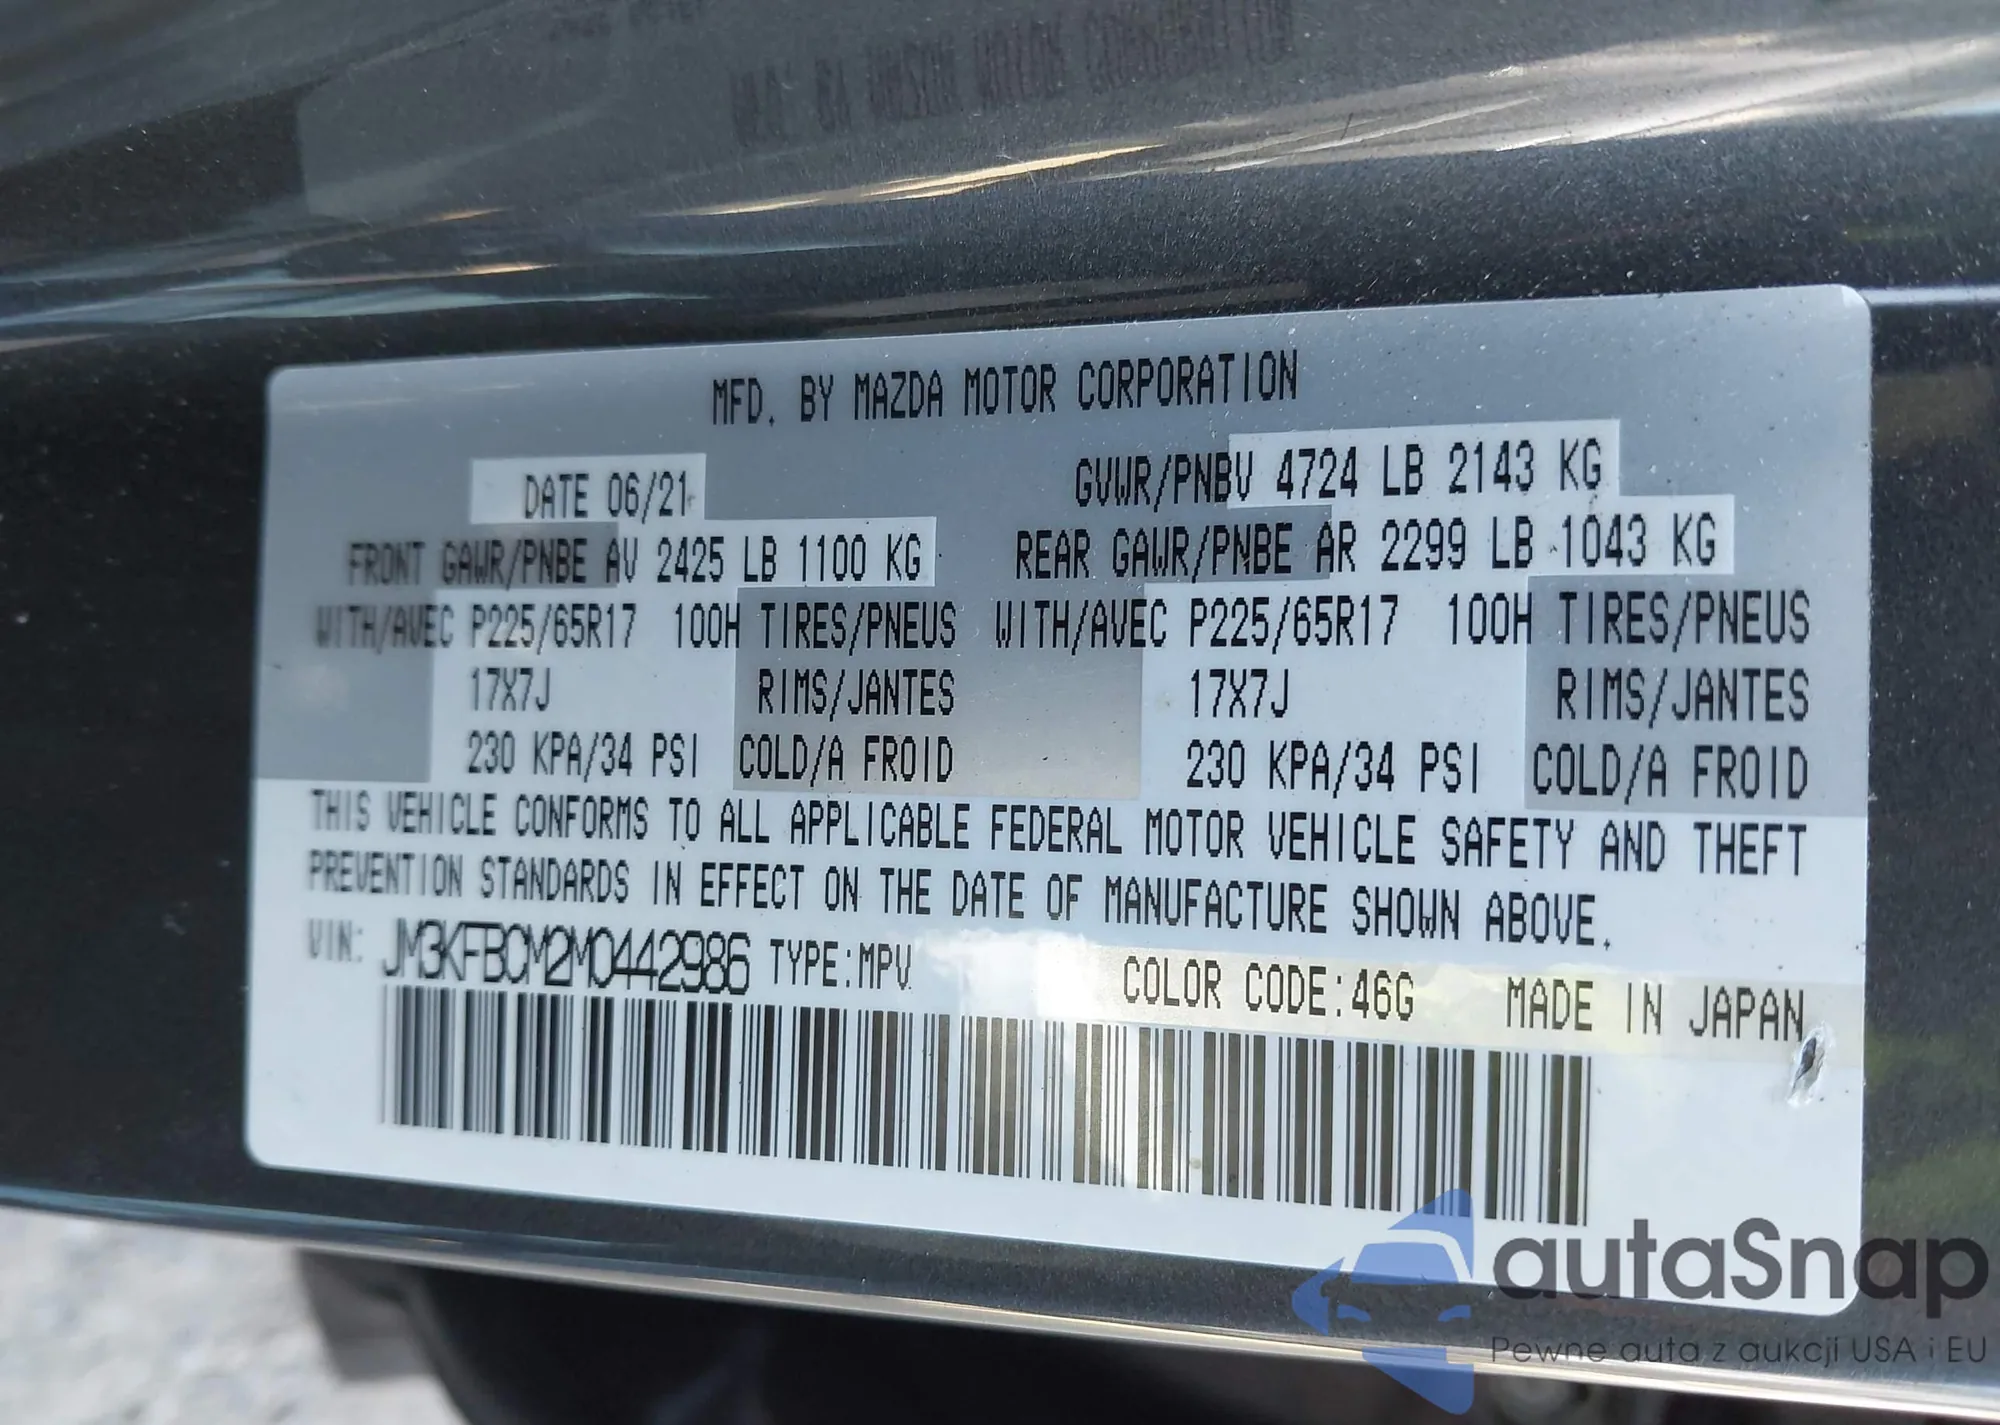 MFD. BY MAZDA MOTOR CORPORATION
DATE 06/21 GVWR/PNBV 4724 LB 2143 KG
FRONT GAWR/PNBE AV 2425 LB 1100 KG REAR GAWR/PNBE AR 2299 LB 1043 KG
WITH/AVEC P225/65R17 100H TIRES/PNEUS WITH/AVEC P225/65R17 100H TIRES/PNEUS
17X7J RIMS/JANTES 17X7J RIMS/JANTES
230 KPA/34 PSI COLD/A FROID 230 KPA/34 PSI COLD/A FROID
THIS VEHICLE CONFORMS TO ALL APPLICABLE FEDERAL MOTOR VEHICLE SAFETY AND THEFT
PREVENTION STANDARDS IN EFFECT ON THE DATE OF MANUFACTURE SHOWN ABOVE.
VIN: JM3KFBCM2M0442986 TYPE:MPV COLOR CODE:46G MADE IN JAPAN
autaSnap
Pewne auta z aukcji USA i EU